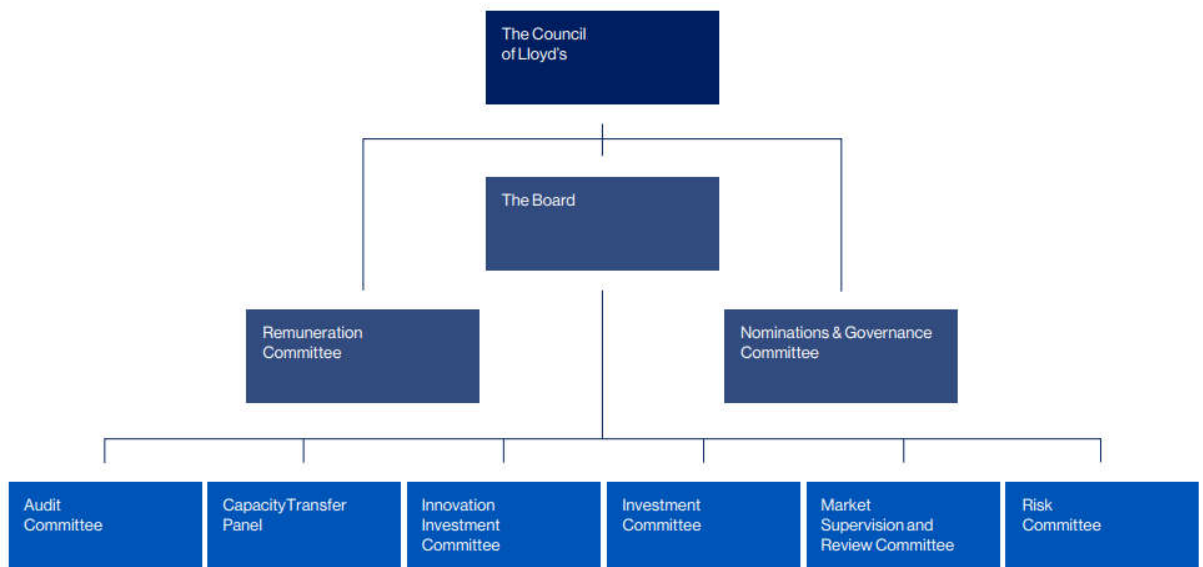 The Council
of Lloyd's
The Board
Remuneration
Committee
Nominations & Governance
Committee
Audit
Committee
Capacity Transfer
Panel
Innovation
Investment
Committee
Investment
Committee
Market
Supervision and
Review Committee
Risk
Committee